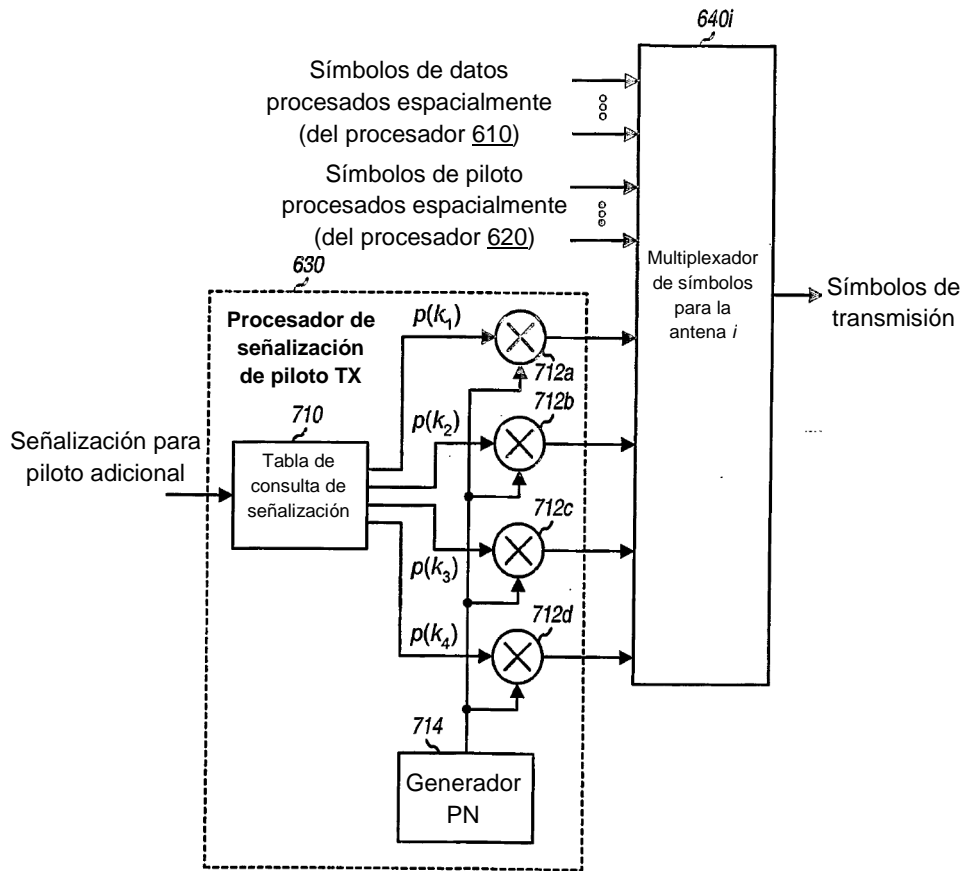 640i
Símbolos de datos
procesados espacialmente
(del procesador 610)
Símbolos de piloto
procesados espacialmente
(del procesador 620)
Multiplexador
de símbolos
para la
antena i
Símbolos de
transmisión
630
Procesador de
señalización
de piloto TX
p(k1)
712a
710
p(k2)
712b
Señalización para
piloto adicional
Tabla de
consulta de
señalización
712c
p(k3)
712d
p(k4)
714
Generador
PN